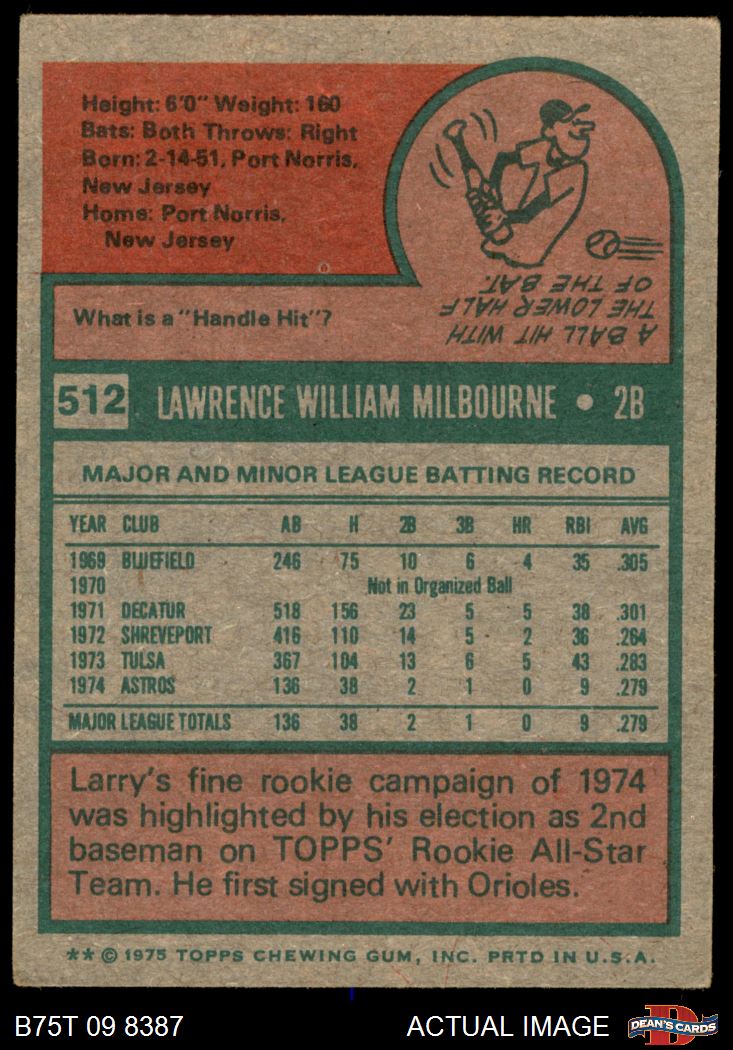 Height: 6'0" Weight: 160
Bats: Both Throws: Right
Born: 2-14-51, Port Norris,
New Jersey
Home: Port Norris,
New Jersey
What is a "Handle Hit"?
A BALL HIT WITH
THE LOWER HALF
OF THE BAT.
512 LAWRENCE WILLIAM MILBOURNE • 2B
MAJOR AND MINOR LEAGUE BATTING RECORD
YEAR CLUB AB H 2B 3B HR RBI AVG
1969 BLUEFIELD 246 75 10 6 4 35 .305
1970 Not in Organized Ball
1971 DECATUR 518 156 23 5 5 38 .301
1972 SHREVEPORT 416 110 14 5 2 36 .264
1973 TULSA 367 104 13 6 5 43 .283
1974 ASTROS 136 38 2 1 0 9 .279
MAJOR LEAGUE TOTALS 136 38 2 1 0 9 .279
Larry's fine rookie campaign of 1974
was highlighted by his election as 2nd
baseman on TOPPS' Rookie All-Star
Team. He first signed with Orioles.
** © 1975 TOPPS CHEWING GUM, INC. PRTD IN U.S.A.
B75T 09 8387 ACTUAL IMAGE D DEAN'S CARDS